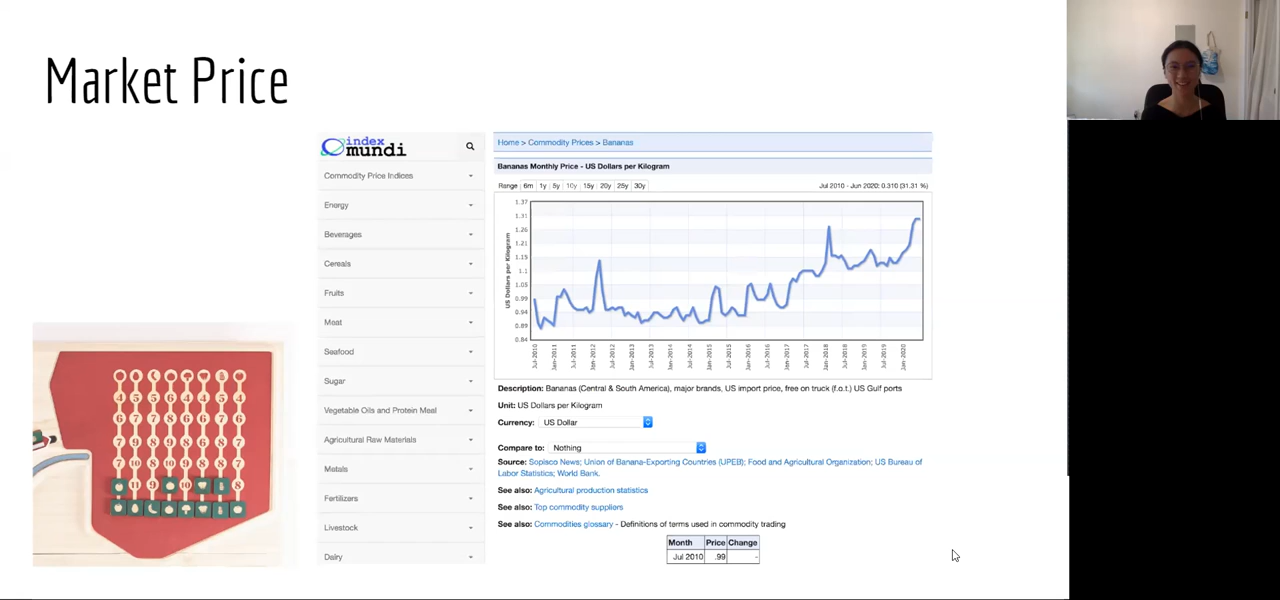 Market Price
index
mundi
Commodity Price Indices
Energy
Beverages
Cereals
Fruits
Meat
Seafood
Sugar
Vegetable Oils and Protein Meal
Agricultural Raw Materials
Metals
Fertilizers
Livestock
Dairy
Home > Commodity Prices > Bananas
Bananas Monthly Price - US Dollars per Kilogram
Range 6m 1y 5y 10y 15y 20y 25y 30y
Jul 2010 - Jun 2020: 0.310 (31.31 %)
US Dollars per Kilogram
1.37
1.31
1.26
1.21
1.15
1.1
1.05
0.99
0.94
0.89
0.84
Jul-2010
Jan-2011
Jul-2011
Jan-2012
Jul-2012
Jan-2013
Jul-2013
Jan-2014
Jul-2014
Jan-2015
Jul-2015
Jan-2016
Jul-2016
Jan-2017
Jul-2017
Jan-2018
Jul-2018
Jan-2019
Jul-2019
Jan-2020
Description: Bananas (Central & South America), major brands, US import price, free on truck (f.o.t.) US Gulf ports
Unit: US Dollars per Kilogram
Currency: US Dollar
Compare to: Nothing
Source: Sopisco News; Union of Banana-Exporting Countries (UPEB); Food and Agricultural Organization; US Bureau of
Labor Statistics; World Bank.
See also: Agricultural production statistics
See also: Top commodity suppliers
See also: Commodities glossary - Definitions of terms used in commodity trading
Month Price Change
Jul 2010 .99 -